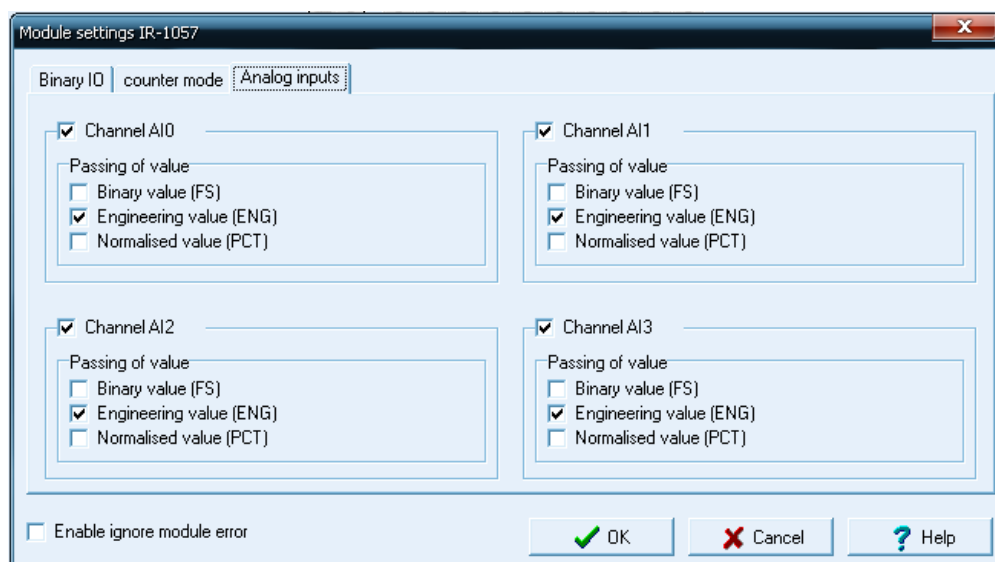 Module settings IR-1057
Binary IO counter mode Analog inputs
Channel AI0
Passing of value
Binary value (FS)
Engineering value (ENG)
Normalised value (PCT)
Channel AI1
Passing of value
Binary value (FS)
Engineering value (ENG)
Normalised value (PCT)
Channel AI2
Passing of value
Binary value (FS)
Engineering value (ENG)
Normalised value (PCT)
Channel AI3
Passing of value
Binary value (FS)
Engineering value (ENG)
Normalised value (PCT)
Enable ignore module error
OK Cancel Help